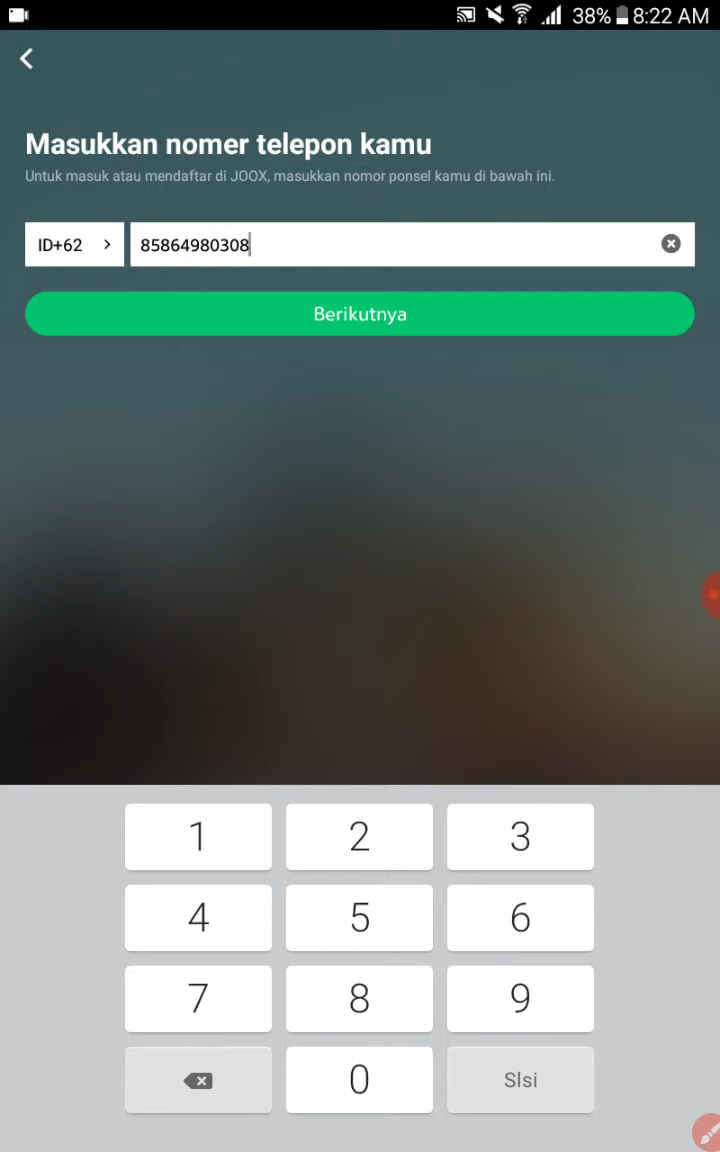 38% 8:22 AM
Masukkan nomer telepon kamu
Untuk masuk atau mendaftar di JOOX, masukkan nomor ponsel kamu di bawah ini.
ID+62 > 85864980308
Berikutnya
1 2 3
4 5 6
7 8 9
0 Slsi